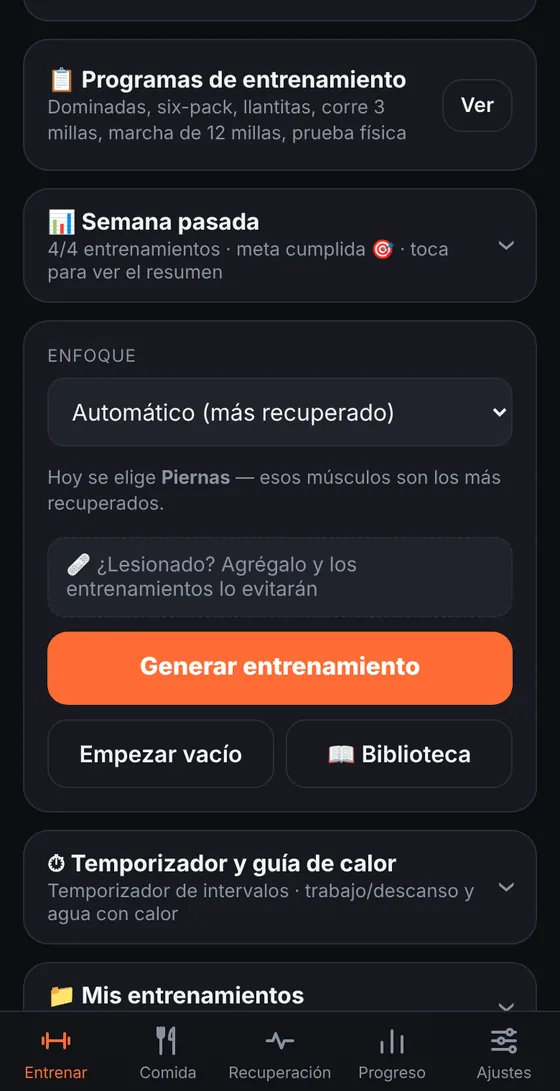 📋 Programas de entrenamiento
Dominadas, six-pack, llantitas, corre 3
millas, marcha de 12 millas, prueba física
Ver
📊 Semana pasada
4/4 entrenamientos · meta cumplida 🎯 · toca
para ver el resumen
ENFOQUE
Automático (más recuperado)
Hoy se elige Piernas — esos músculos son los más
recuperados.
🩹 ¿Lesionado? Agrégalo y los
entrenamientos lo evitarán
Generar entrenamiento
Empezar vacío
📖 Biblioteca
⏱ Temporizador y guía de calor
Temporizador de intervalos · trabajo/descanso y
agua con calor
📁 Mis entrenamientos
Entrenar
Comida
Recuperación
Progreso
Ajustes